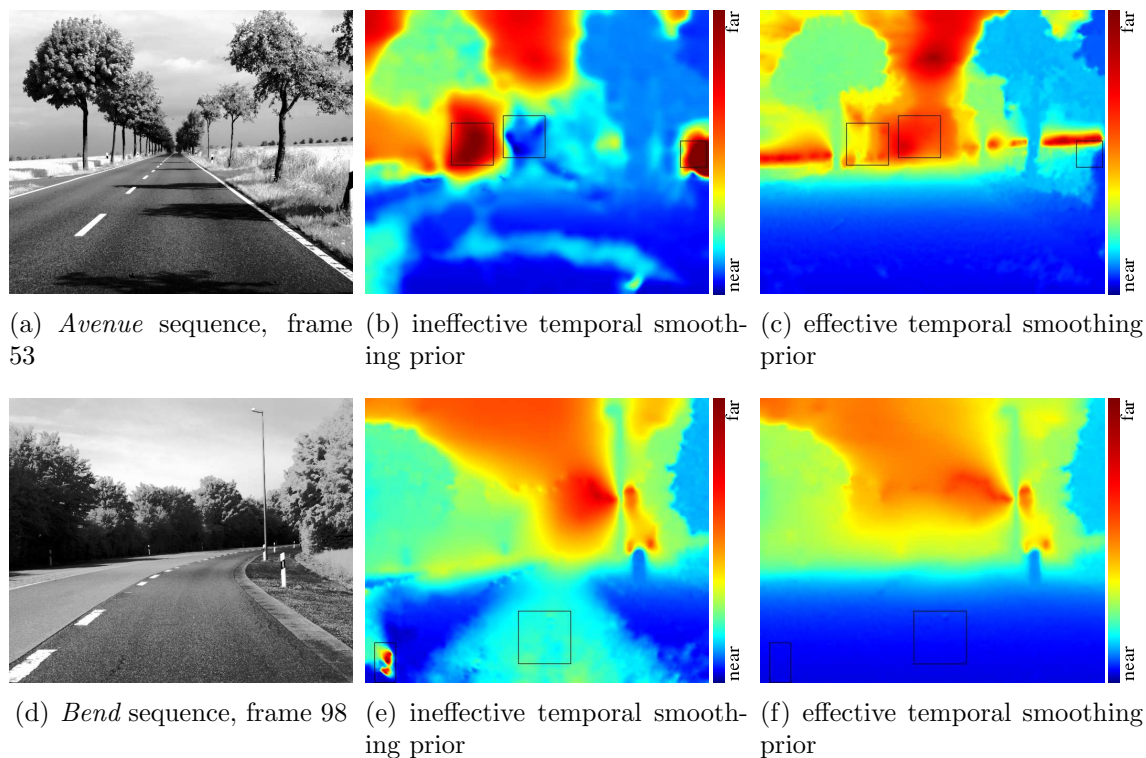 far
near
far
near
(a) Avenue sequence, frame
53
(b) ineffective temporal smooth-
ing prior
(c) effective temporal smoothing
prior
far
near
far
near
(d) Bend sequence, frame 98
(e) ineffective temporal smooth-
ing prior
(f) effective temporal smoothing
prior